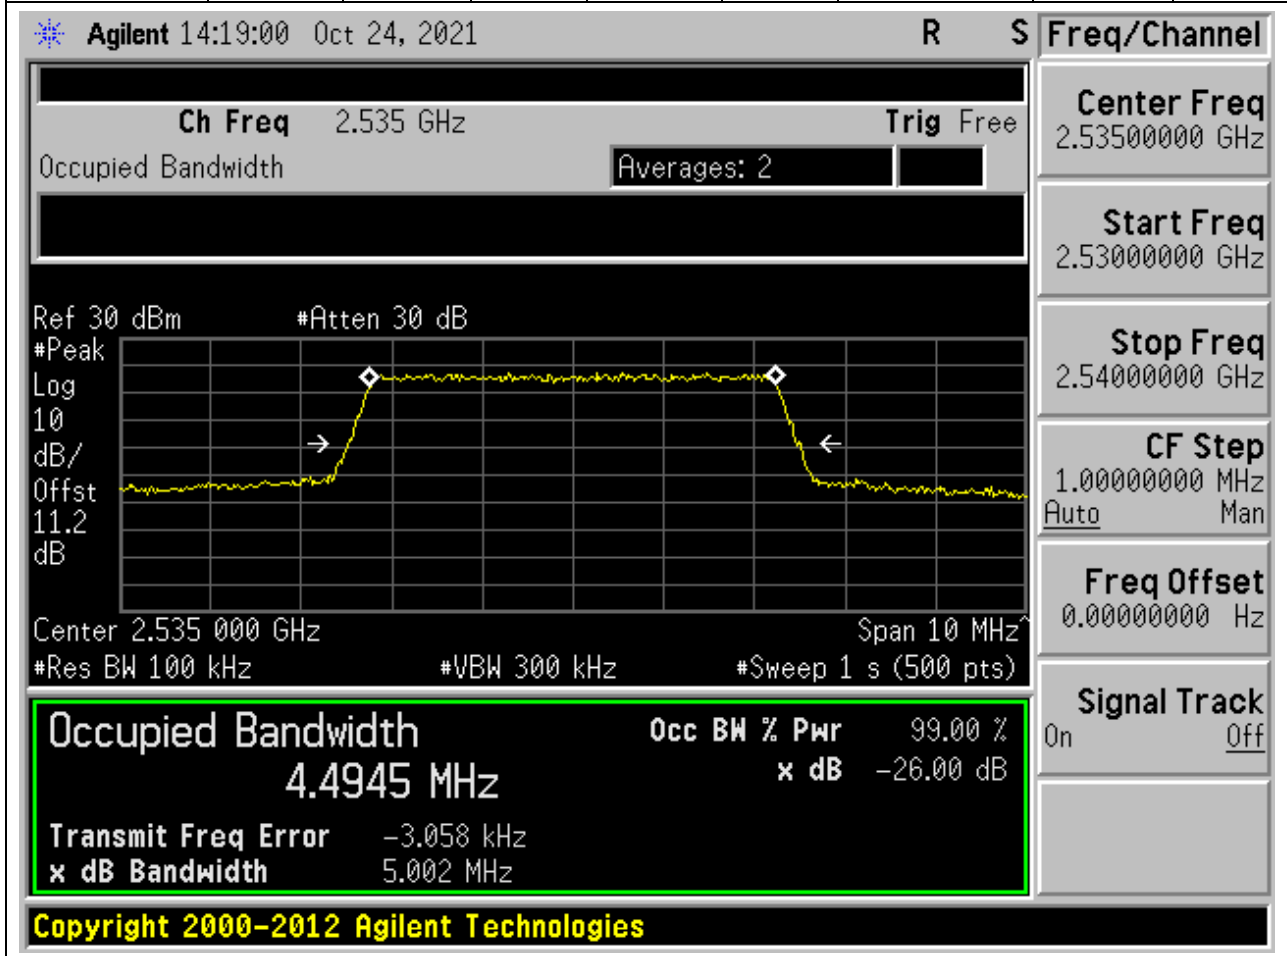 Agilent 14:19:00 Oct 24, 2021 R S
Ch Freq 2.535 GHz Trig Free
Occupied Bandwidth Averages: 2
Ref 30 dBm #Atten 30 dB
#Peak
Log
10
dB/
Offst
11.2
dB
Center 2.535 000 GHz Span 10 MHz^
#Res BW 100 kHz #VBW 300 kHz #Sweep 1 s (500 pts)
Occupied Bandwidth Occ BW % Pwr 99.00 %
4.4945 MHz x dB -26.00 dB
Transmit Freq Error -3.058 kHz
x dB Bandwidth 5.002 MHz
Copyright 2000-2012 Agilent Technologies
Freq/Channel
Center Freq
2.53500000 GHz
Start Freq
2.53000000 GHz
Stop Freq
2.54000000 GHz
CF Step
1.00000000 MHz
Auto Man
Freq Offset
0.00000000 Hz
Signal Track
On Off